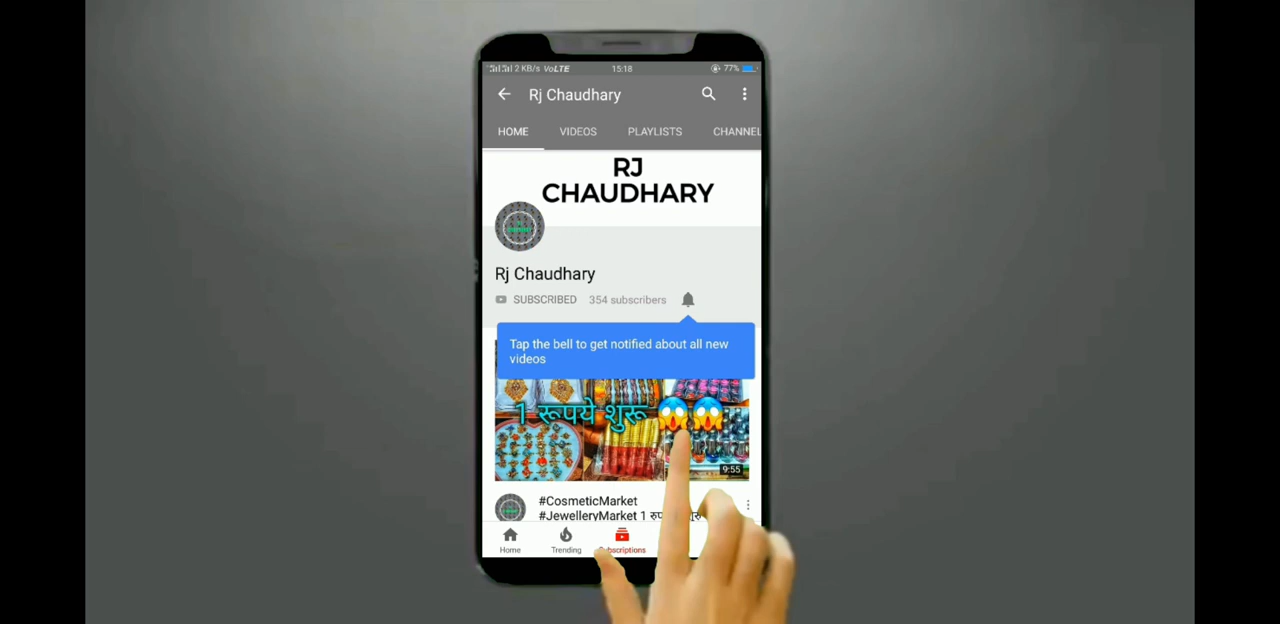 2 KB/s VoLTE 15:18 77%
Rj Chaudhary
HOME VIDEOS PLAYLISTS CHANNEL
RJ
CHAUDHARY
Rj Chaudhary
SUBSCRIBED 354 subscribers
Tap the bell to get notified about all new
videos
1 रूपये शुरू
9:55
#CosmeticMarket
#JewelleryMarket 1
Home Trending Subscriptions